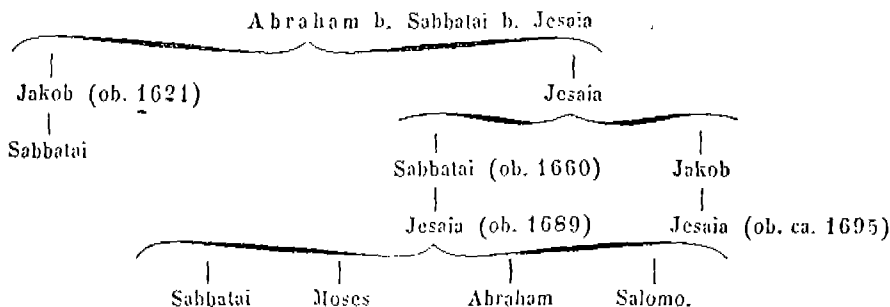 Abraham b. Sabbatai b. Jesaia
Jakob (ob. 1621) Jesaia
Sabbatai
Sabbatai (ob. 1660) Jakob
Jesaia (ob. 1689) Jesaia (ob. ca. 1695)
Sabbatai Moses Abraham Salomo.